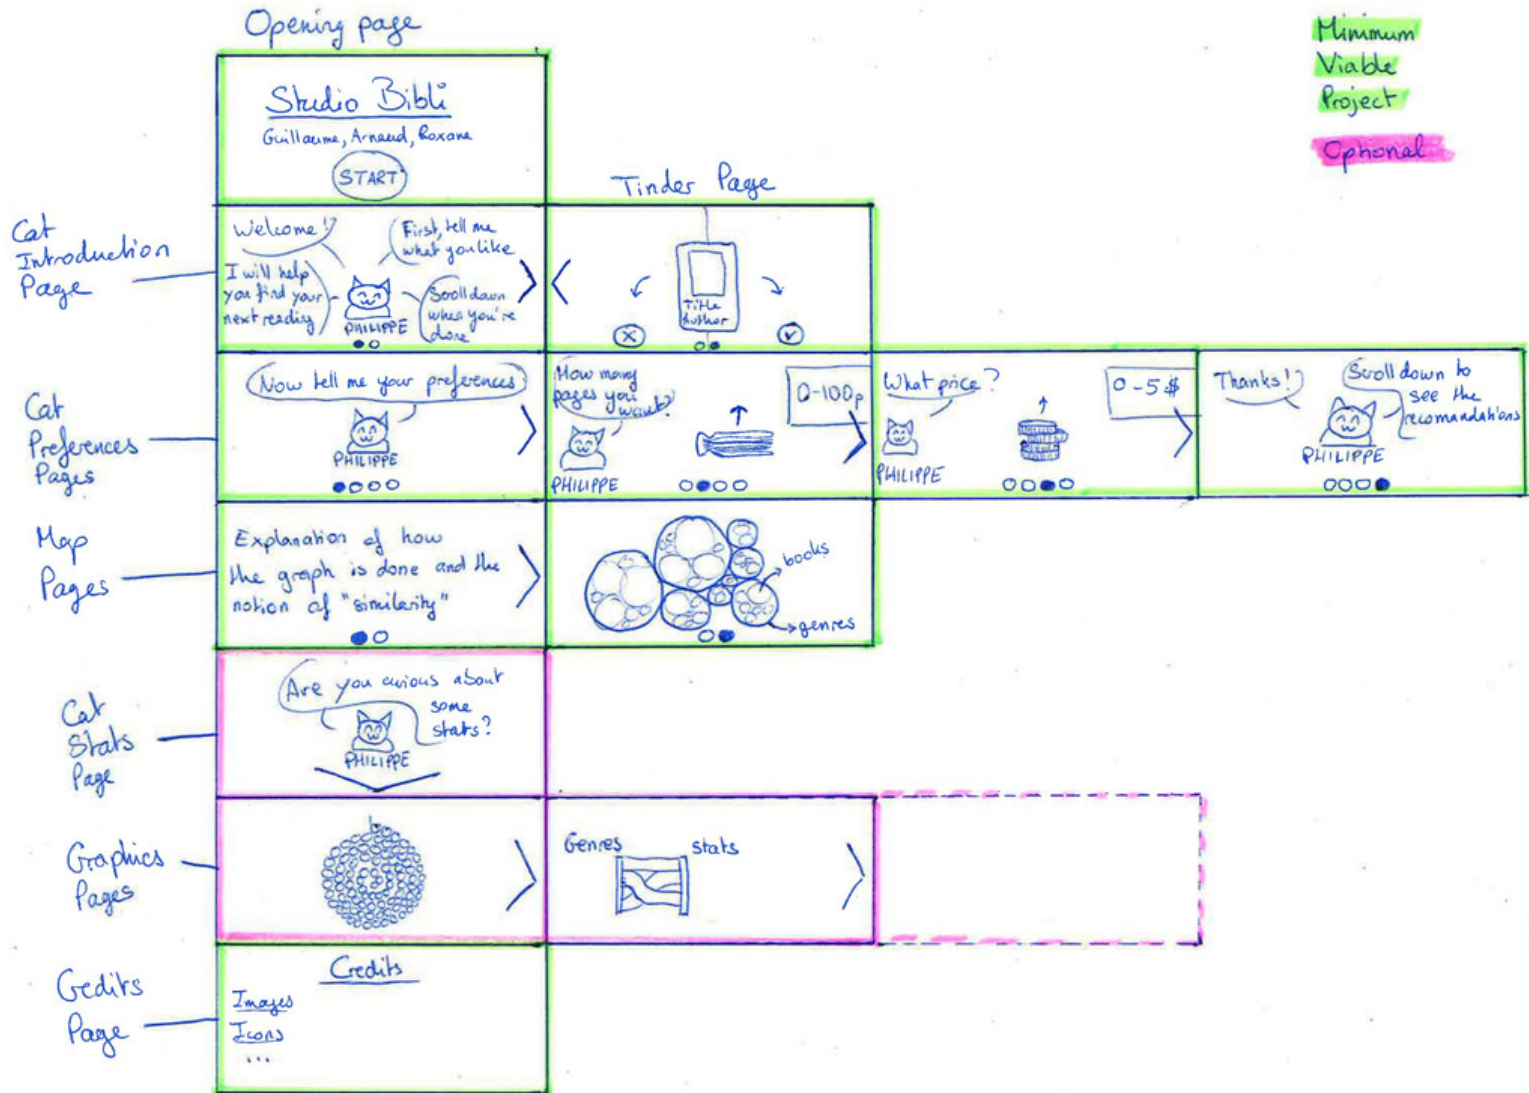 Opening page
Minimum
Viable
Project
Optional
Studio Bibli
Guillaume, Arnaud, Roxane
START
Tinder Page
Cat
Introduction
Page
Welcome!
First, tell me
what you like
I will help
you find your
next reading
Scroll down
when you're
done
PHILIPPE
Title
Author
Cat
Preferences
Pages
Now tell me your preferences
PHILIPPE
How many
pages you
want?
0-100p
PHILIPPE
What price?
0-5$
PHILIPPE
Thanks!
Scroll down to
see the
recomandations
PHILIPPE
Map
Pages
Explanation of how
the graph is done and the
notion of "similarity"
books
genres
Cat
Stats
Page
Are you curious about
some
stats?
PHILIPPE
Graphics
Pages
Genres
stats
Credits
Page
Credits
Images
Icons
...